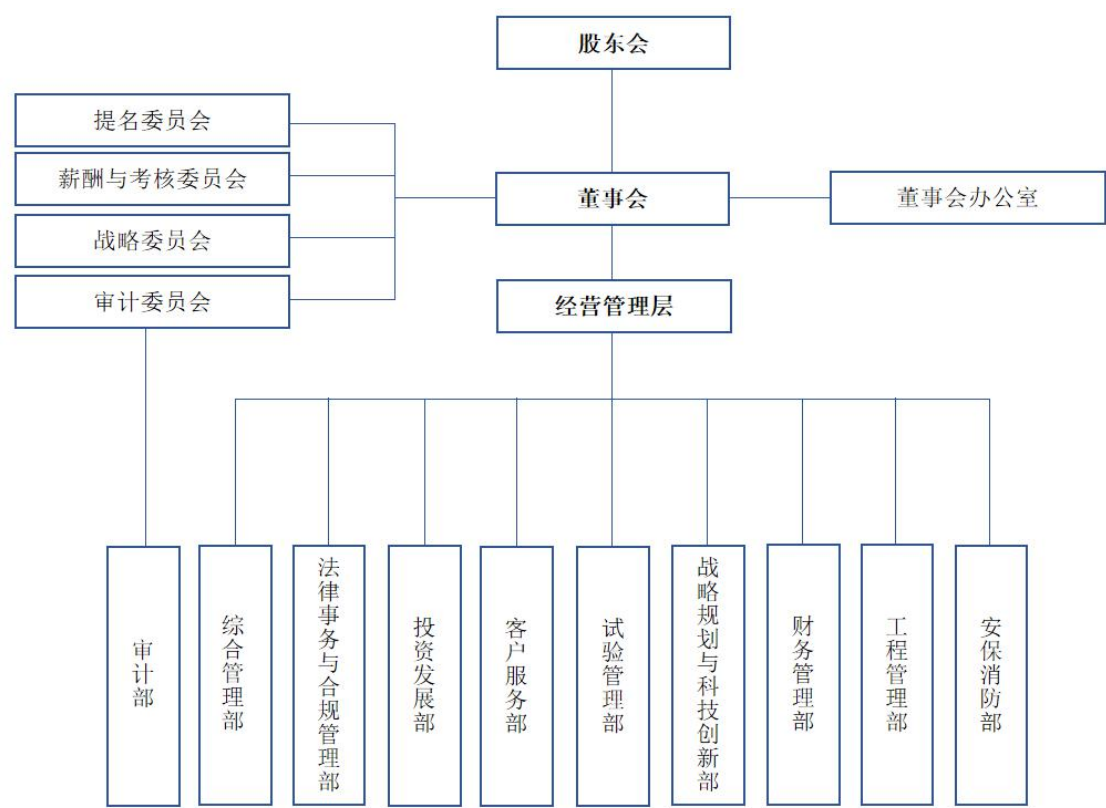 股东会
提名委员会
薪酬与考核委员会
战略委员会
审计委员会
董事会
董事会办公室
经营管理层
审计部
综合管理部
法律事务与合规管理部
投资发展部
客户服务部
试验管理部
战略规划与科技创新部
财务管理部
工程管理部
安保消防部